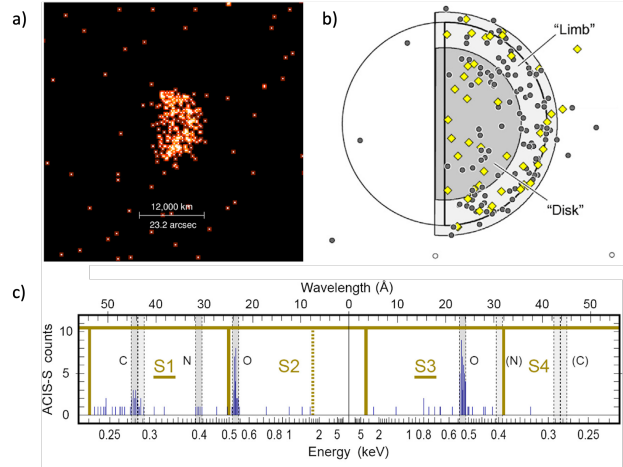 a)
12,000 km
23.2 arcsec
b)
"Limb"
"Disk"
c)
Wavelength (Å)
50 40 30 20 10 0 10 20 30 40 50
ACIS-S counts
10
5
0
C S1 N O S2 S3 O (N) S4 (C)
0.25 0.3 0.4 0.5 0.6 0.8 1 2 5 5 2 1 0.8 0.6 0.5 0.4 0.3 0.25
Energy (keV)